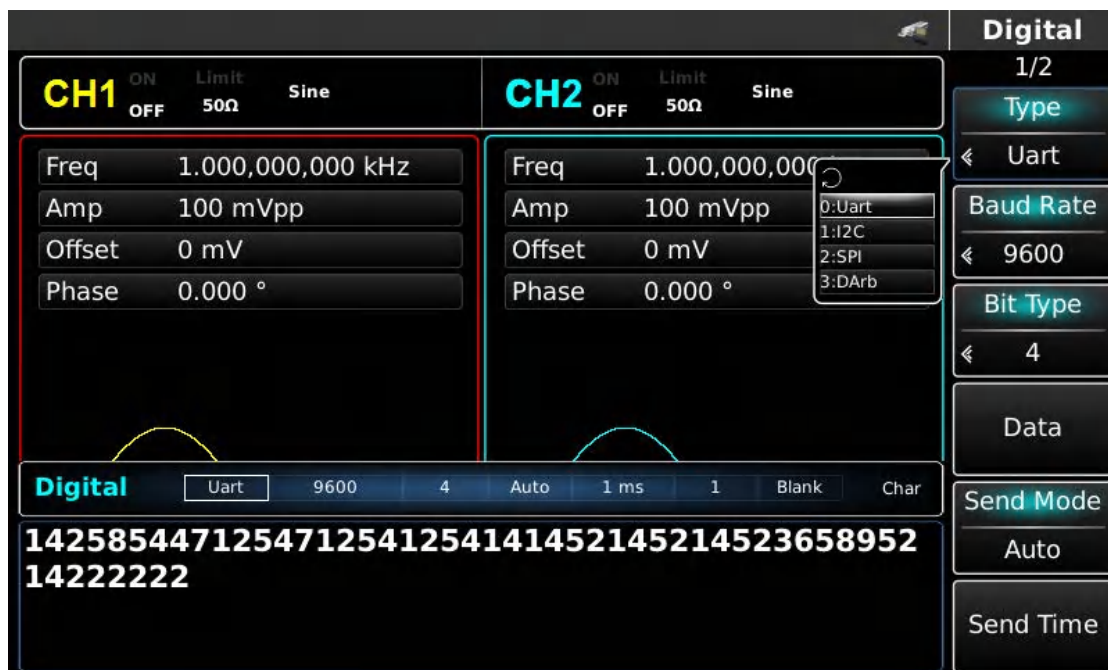 Digital
1/2
CH1 ON OFF Limit 50Ω Sine
CH2 ON OFF Limit 50Ω Sine
Type
Uart
Freq 1.000,000,000 kHz
Amp 100 mVpp
Offset 0 mV
Phase 0.000 °
Freq 1.000,000,000
Amp 100 mVpp
Offset 0 mV
Phase 0.000 °
0:Uart
1:I2C
2:SPI
3:DArb
Baud Rate
9600
Bit Type
4
Data
Send Mode
Auto
Send Time
Digital Uart 9600 4 Auto 1 ms 1 Blank Char
14258544712547125412541414521452145236589 52
14222222